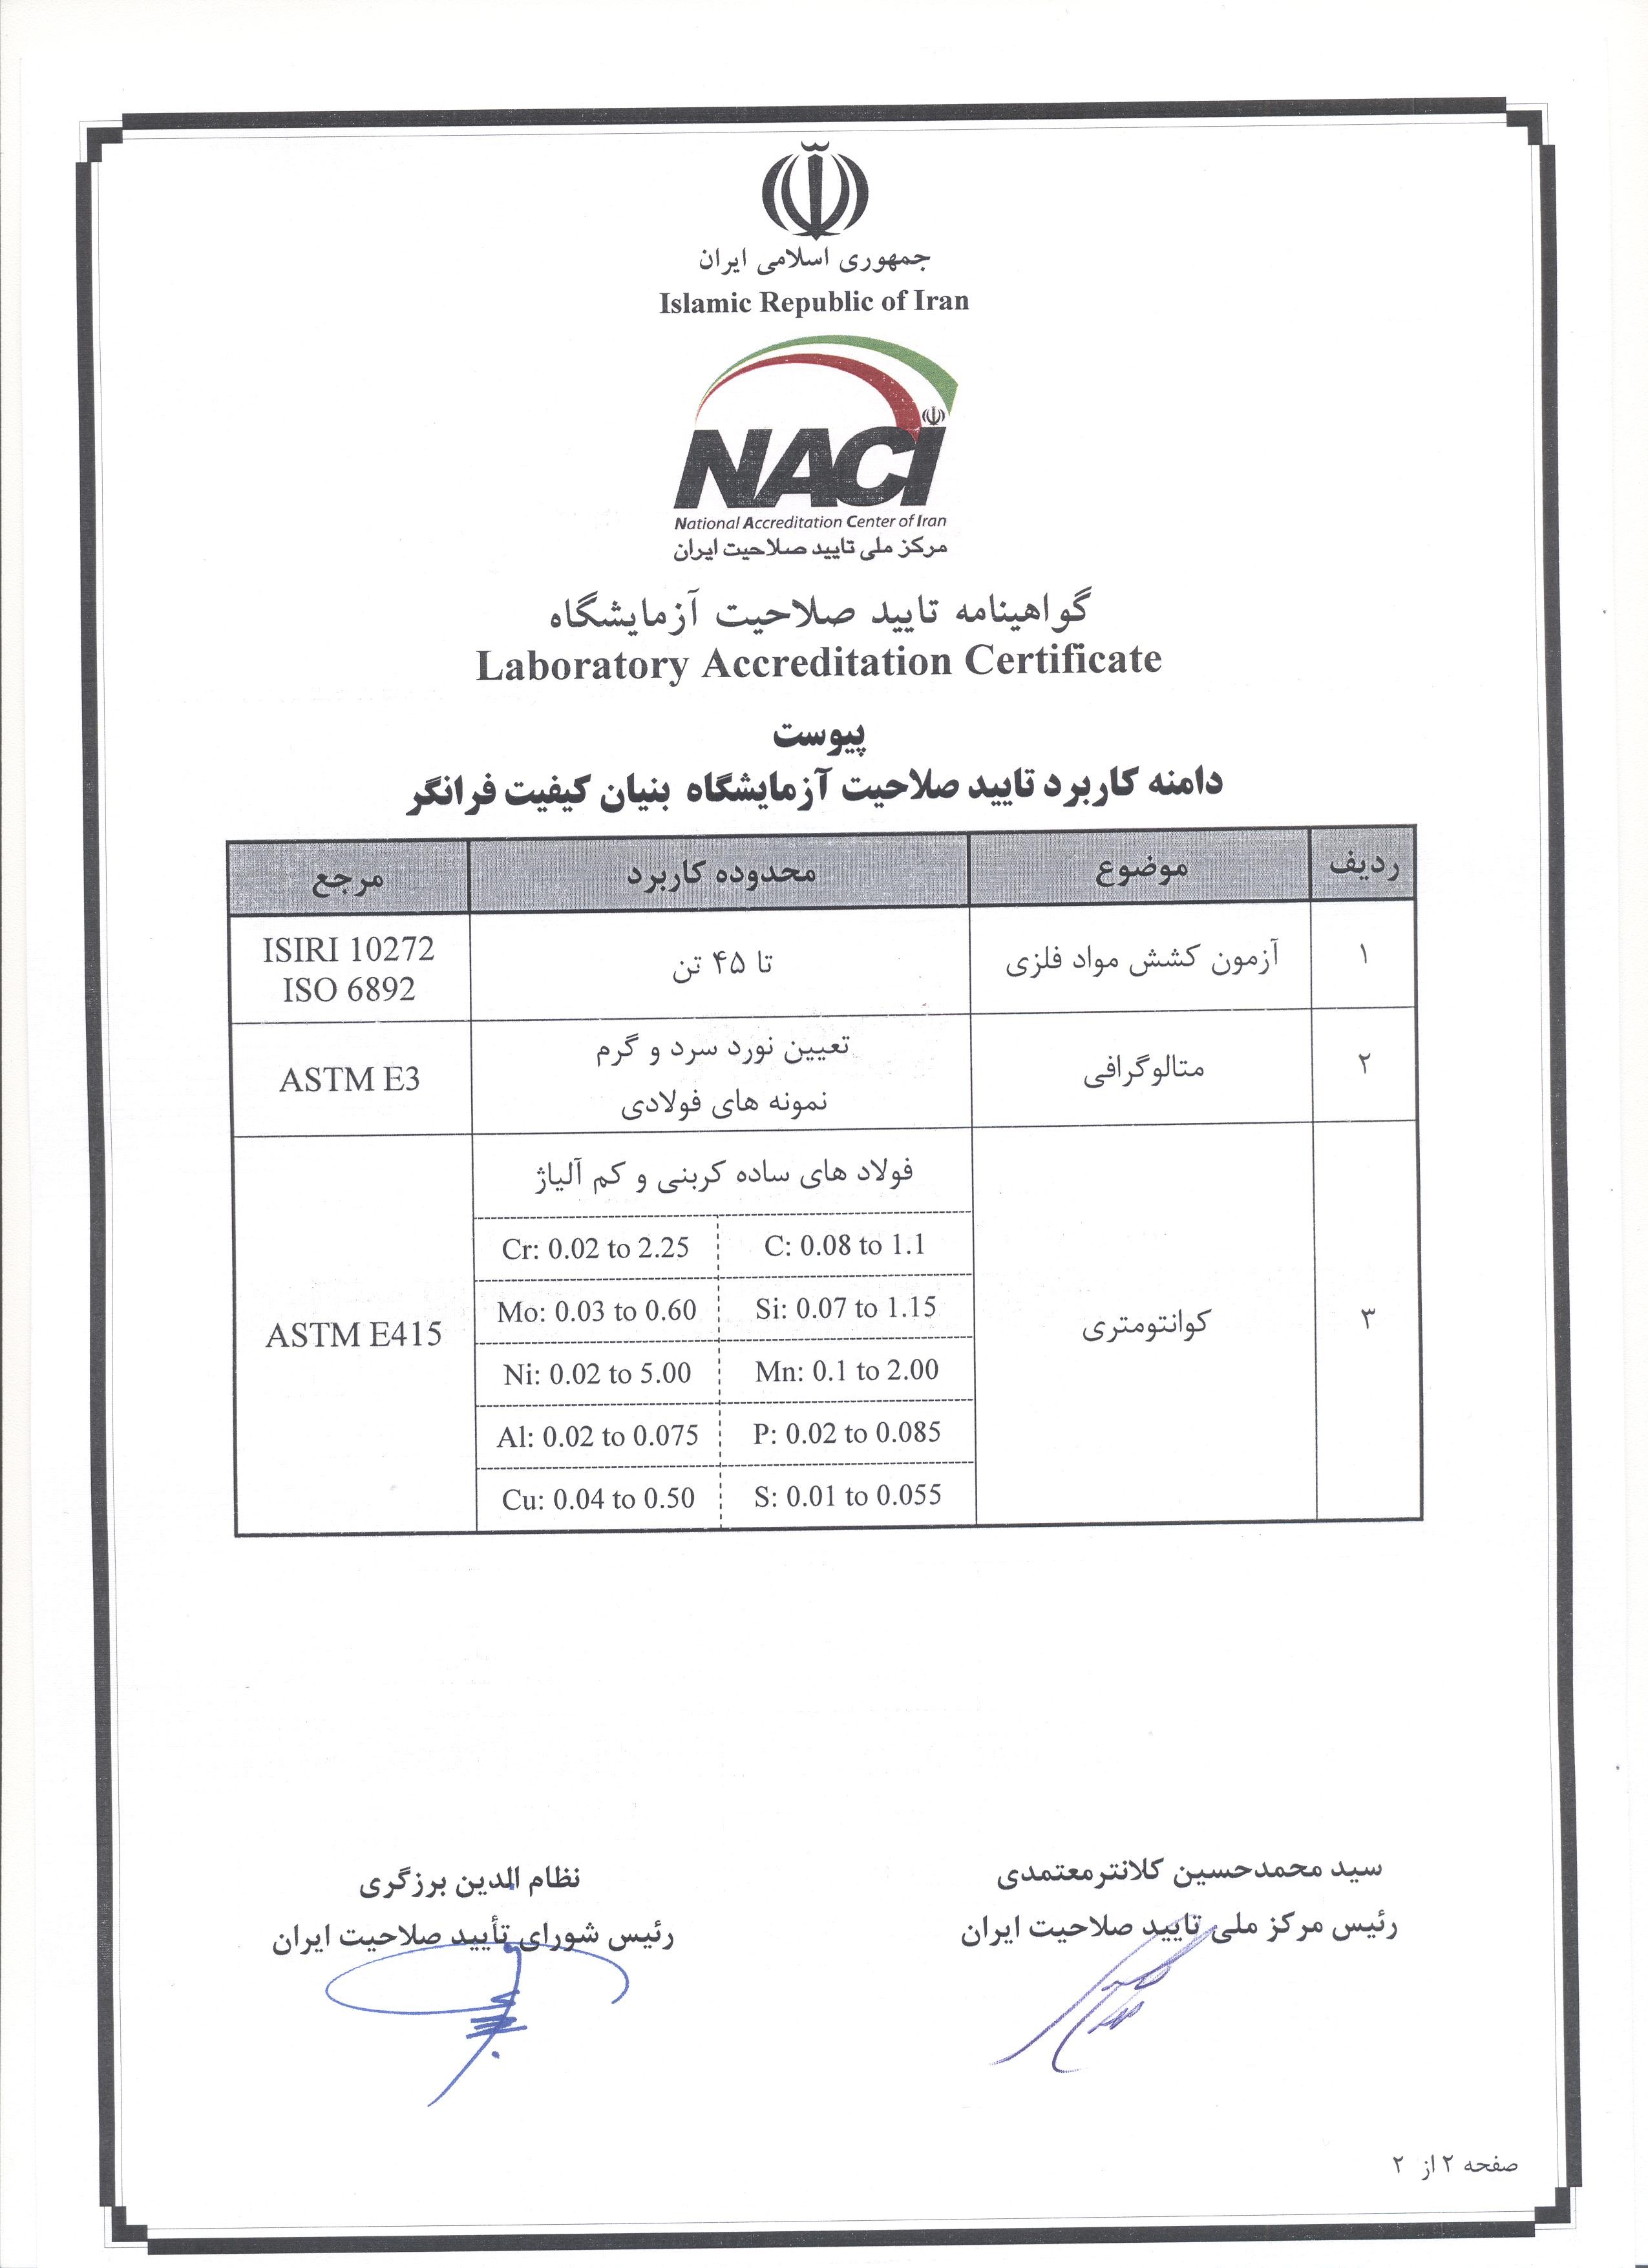 جمهوری اسلامی ایران
Islamic Republic of Iran
NACI
National Accreditation Center of Iran
مرکز ملی تایید صلاحیت ایران
گواهینامه تایید صلاحیت آزمایشگاه
Laboratory Accreditation Certificate
پیوست
دامنه کاربرد تایید صلاحیت آزمایشگاه بنیان کیفیت فرانگر
ردیف موضوع محدوده کاربرد مرجع
۱ آزمون کشش مواد فلزی تا ۴۵ تن ISIRI 10272
ISO 6892
۲ متالوگرافی تعیین نورد سرد و گرم
نمونه های فولادی ASTM E3
۳ کوانتومتری فولاد های ساده کربنی و کم آلیاژ
C: 0.08 to 1.1 Cr: 0.02 to 2.25
Si: 0.07 to 1.15 Mo: 0.03 to 0.60
Mn: 0.1 to 2.00 Ni: 0.02 to 5.00
P: 0.02 to 0.085 Al: 0.02 to 0.075
S: 0.01 to 0.055 Cu: 0.04 to 0.50
ASTM E415
سید محمدحسین کلانترمعتمدی
رئیس مرکز ملی تایید صلاحیت ایران
نظام الدین برزگری
رئیس شورای تأیید صلاحیت ایران
صفحه ۲ از ۲